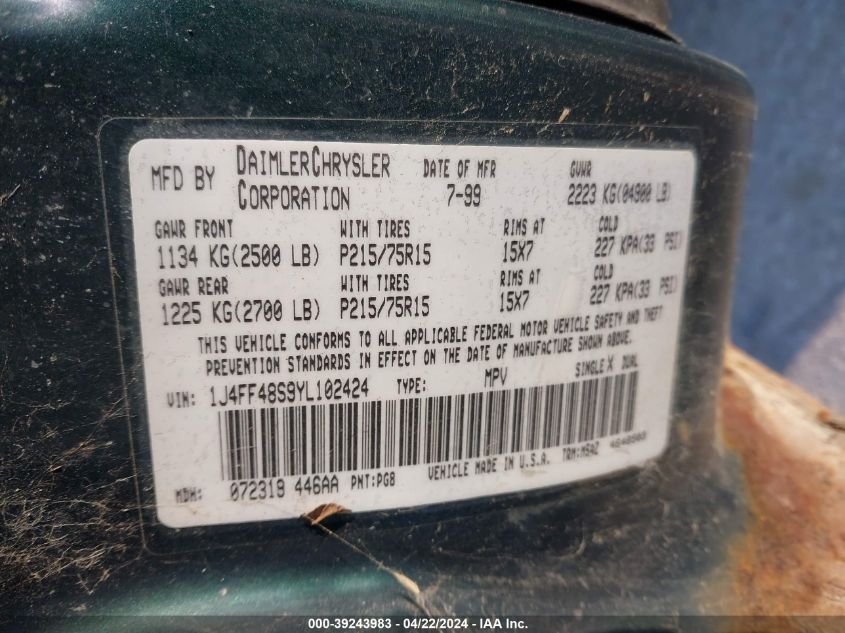 MFD BY DAIMLERCHRYSLER CORPORATION DATE OF MFR 7-99 GVWR 2223 KG(04900 LB)
GAWR FRONT WITH TIRES RIMS AT COLD
1134 KG(2500 LB) P215/75R15 15X7 227 KPA(33 PSI)
GAWR REAR WITH TIRES RIMS AT COLD
1225 KG(2700 LB) P215/75R15 15X7 227 KPA(33 PSI)
THIS VEHICLE CONFORMS TO ALL APPLICABLE FEDERAL MOTOR VEHICLE SAFETY AND THEFT
PREVENTION STANDARDS IN EFFECT ON THE DATE OF MANUFACTURE SHOWN ABOVE.
VIN: 1J4FF48S9YL102424 TYPE: MPV SINGLE X DUAL
MDH: 072319 446AA PNT:PG8 VEHICLE MADE IN U.S.A. TRM:MSAZ
000-39243983 / 04/22/2024 - IAA Inc.